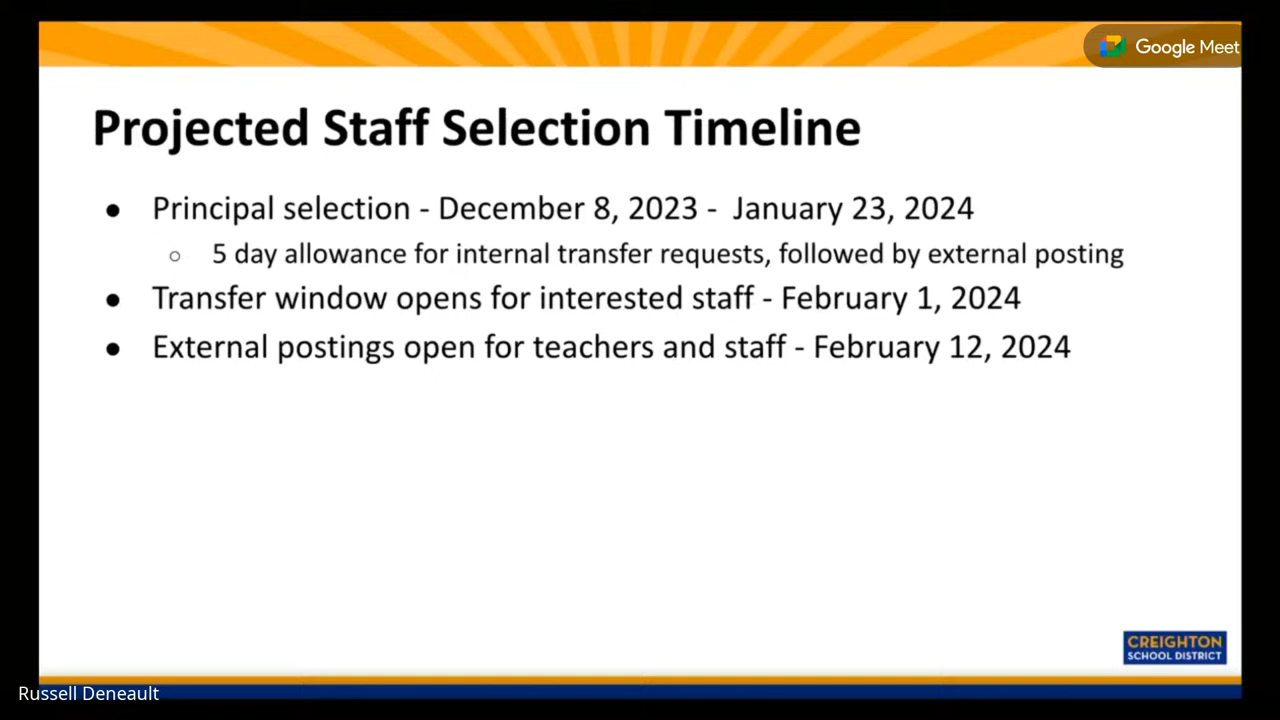 Google Meet
Projected Staff Selection Timeline
● Principal selection - December 8, 2023 - January 23, 2024
○ 5 day allowance for internal transfer requests, followed by external posting
● Transfer window opens for interested staff - February 1, 2024
● External postings open for teachers and staff - February 12, 2024
CREIGHTON
SCHOOL DISTRICT
Russell Deneault